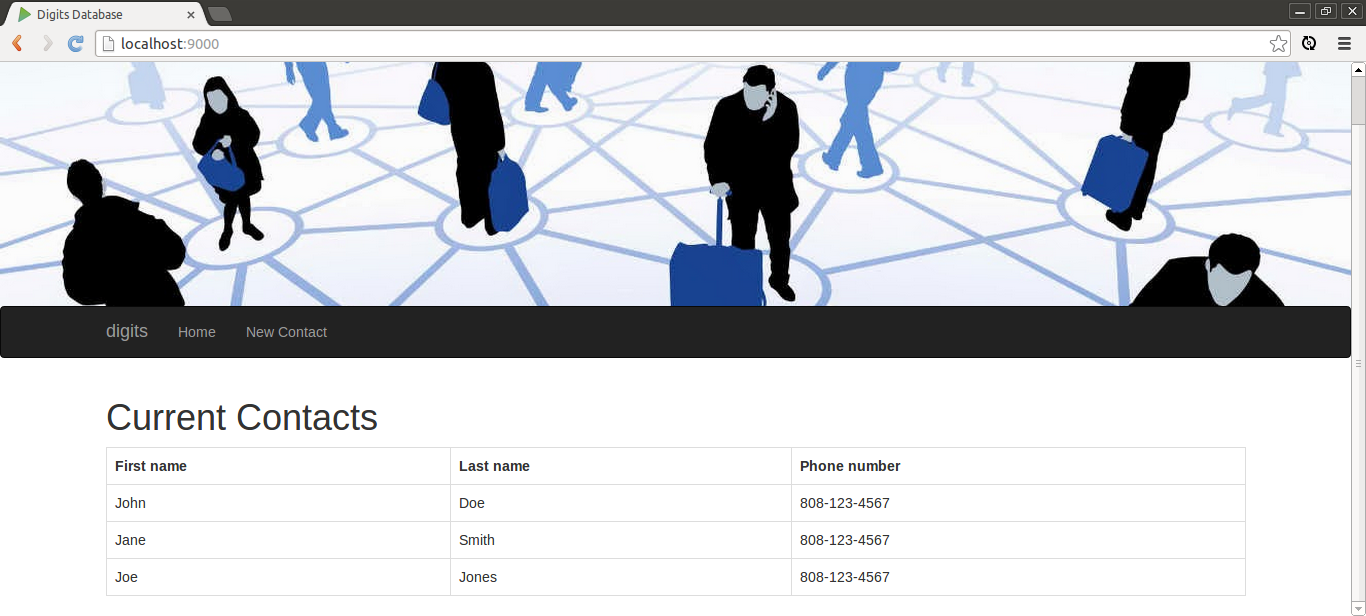 Digits Database
localhost:9000
digits Home New Contact
Current Contacts
First name Last name Phone number
John Doe 808-123-4567
Jane Smith 808-123-4567
Joe Jones 808-123-4567